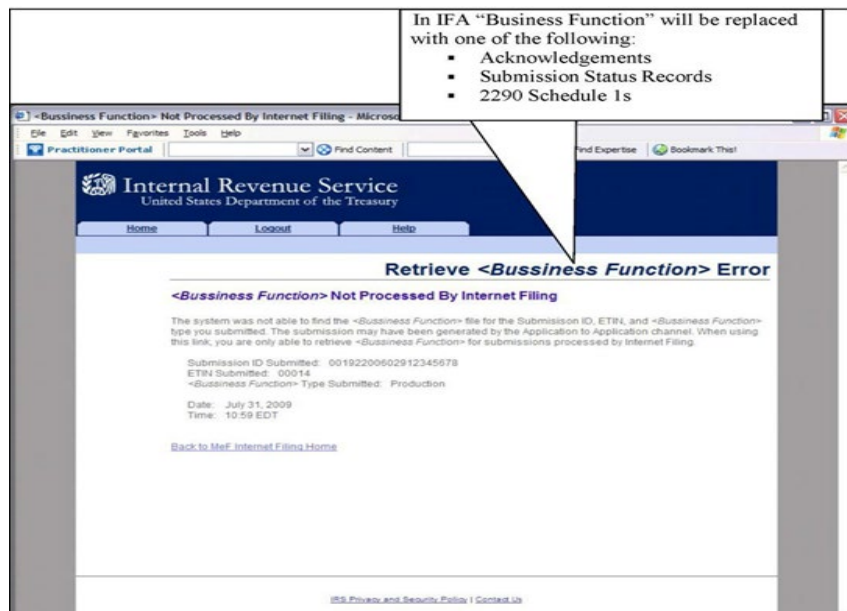 In IFA “Business Function” will be replaced
with one of the following:
▪ Acknowledgements
▪ Submission Status Records
▪ 2290 Schedule 1s
<Bussiness Function> Not Processed By Internet Filing - Microso
File Edit View Favorites Tools Help
Practitioner Portal Find Content Find Expertise Bookmark This!
Internal Revenue Service
United States Department of the Treasury
Home Logout Help
Retrieve <Bussiness Function> Error
<Bussiness Function> Not Processed By Internet Filing
The system was not able to find the <Bussiness Function> file for the Submisison ID, ETIN, and <Bussiness Function>
type you submitted. The submission may have been generated by the Application to Application channel. When using
this link, you are only able to retrieve <Bussiness Function> for submissions processed by Internet Filing.
Submission ID Submitted: 00192200602912345678
ETIN Submitted: 00014
<Bussiness Function> Type Submitted: Production
Date: July 31, 2009
Time: 10:59 EDT
Back to MeF Internet Filing Home
IRS Privacy and Security Policy | Contact Us